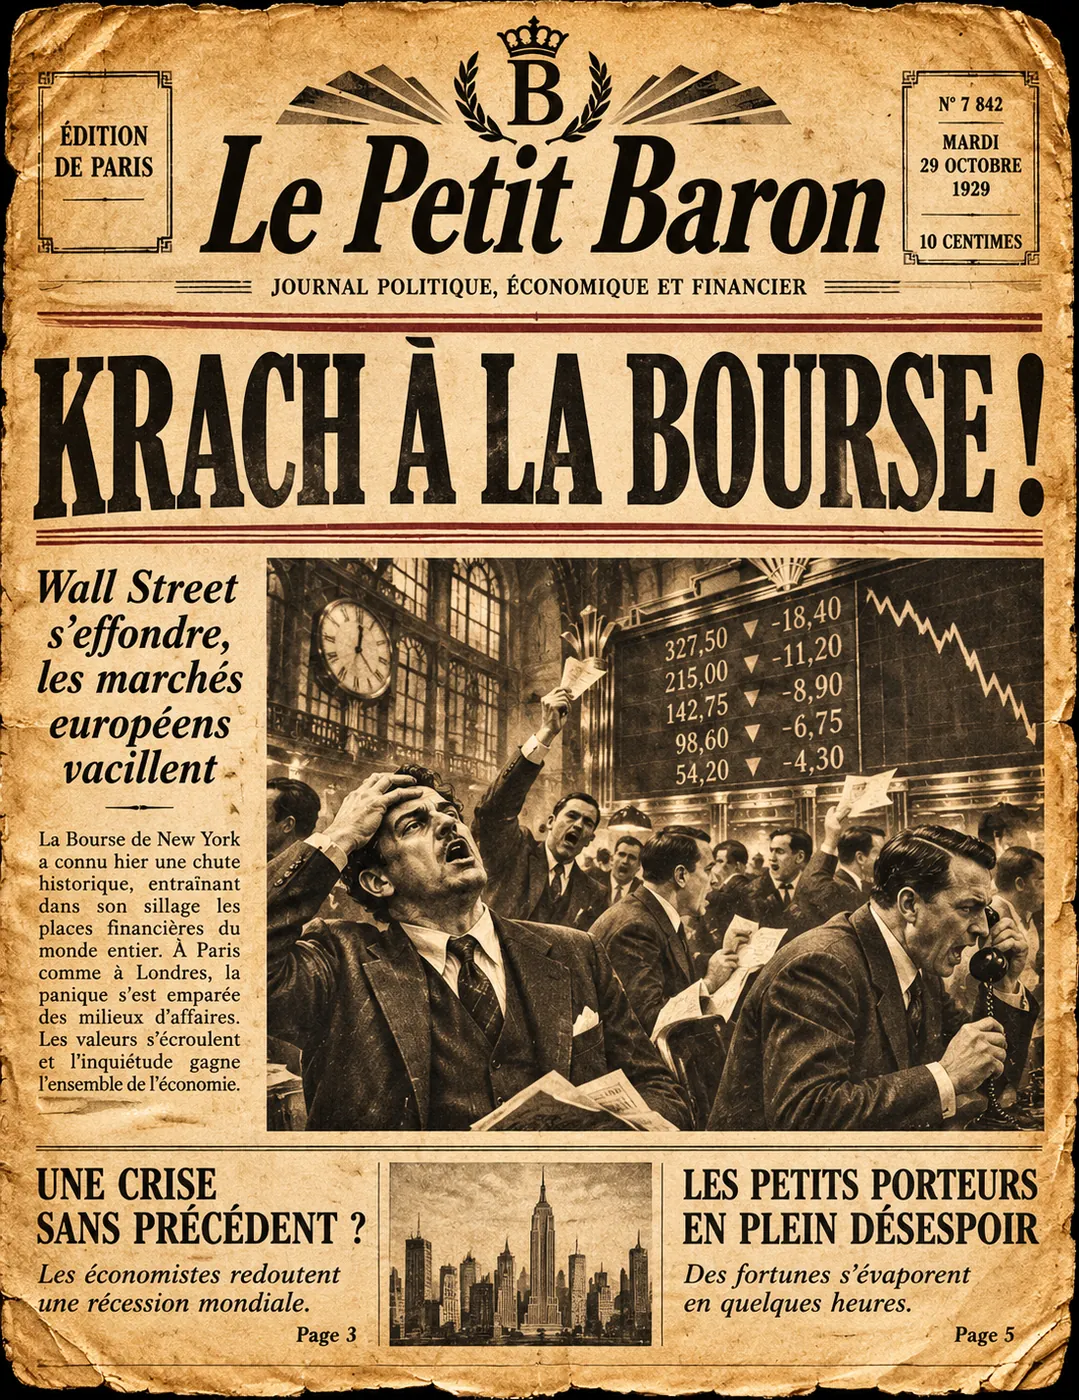 ÉDITION
DE PARIS
B
Le Petit Baron
N° 7 842
MARDI
29 OCTOBRE
1929
10 CENTIMES
JOURNAL POLITIQUE, ÉCONOMIQUE ET FINANCIER
KRACH À LA BOURSE !
Wall Street
s’effondre,
les marchés
européens
vacillent
La Bourse de New York
a connu hier une chute
historique, entraînant
dans son sillage les
places financières du
monde entier. À Paris
comme à Londres, la
panique s’est emparée
des milieux d’affaires.
Les valeurs s’écroulent
et l’inquiétude gagne
l’ensemble de l’économie.
327,50 ▼ -18,40
215,00 ▼ -11,20
142,75 ▼ -8,90
98,60 ▼ -6,75
54,20 ▼ -4,30
UNE CRISE
SANS PRÉCÉDENT ?
Les économistes redoutent
une récession mondiale.
Page 3
LES PETITS PORTEURS
EN PLEIN DÉSESPOIR
Des fortunes s’évaporent
en quelques heures.
Page 5